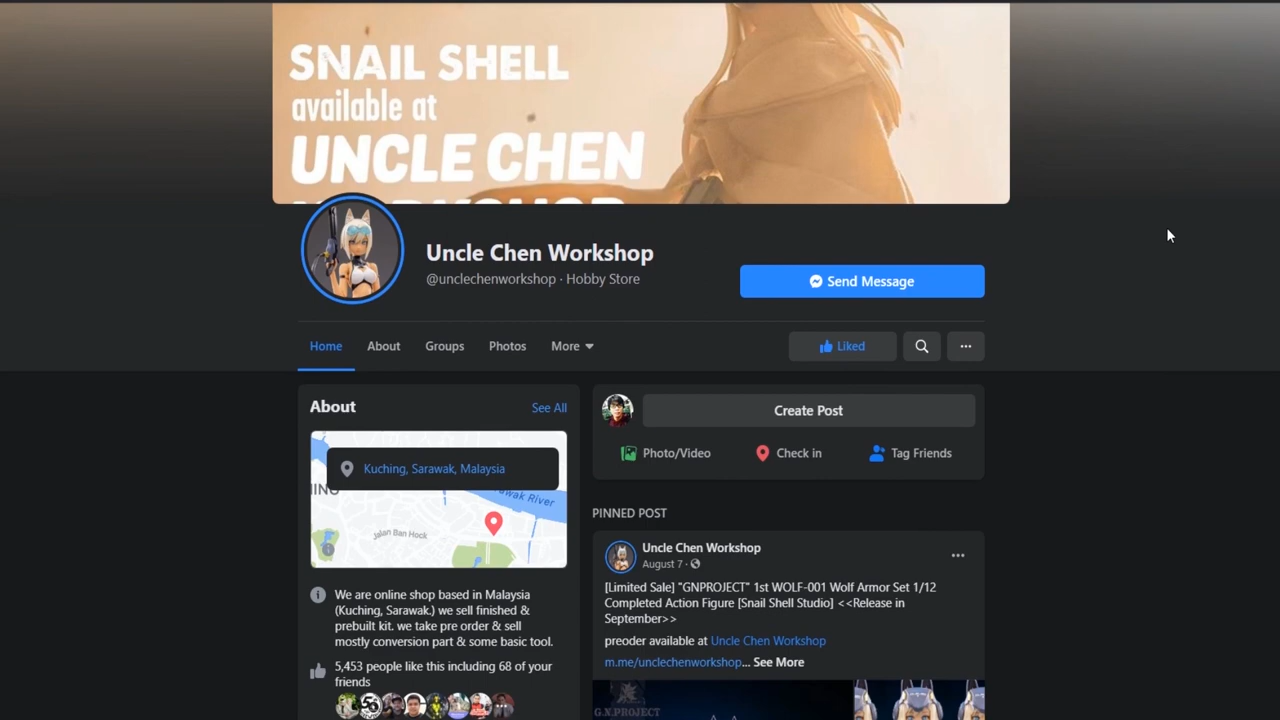 SNAIL SHELL
available at
UNCLE CHEN
WORKSHOP
Uncle Chen Workshop
@unclechenworkshop · Hobby Store
Send Message
Home
About
Groups
Photos
More
Liked
...
About
See All
Kuching, Sarawak, Malaysia
Jalan Ban Hock
We are online shop based in Malaysia
(Kuching, Sarawak.) we sell finished &
prebuilt kit. we take pre order & sell
mostly conversion part & some basic tool.
5,453 people like this including 68 of your
friends
Create Post
Photo/Video
Check in
Tag Friends
PINNED POST
Uncle Chen Workshop
August 7 ·
[Limited Sale] "GNPROJECT" 1st WOLF-001 Wolf Armor Set 1/12
Completed Action Figure [Snail Shell Studio] <<Release in
September>>
preoder available at Uncle Chen Workshop
m.me/unclechenworkshop... See More
G.N.PROJECT